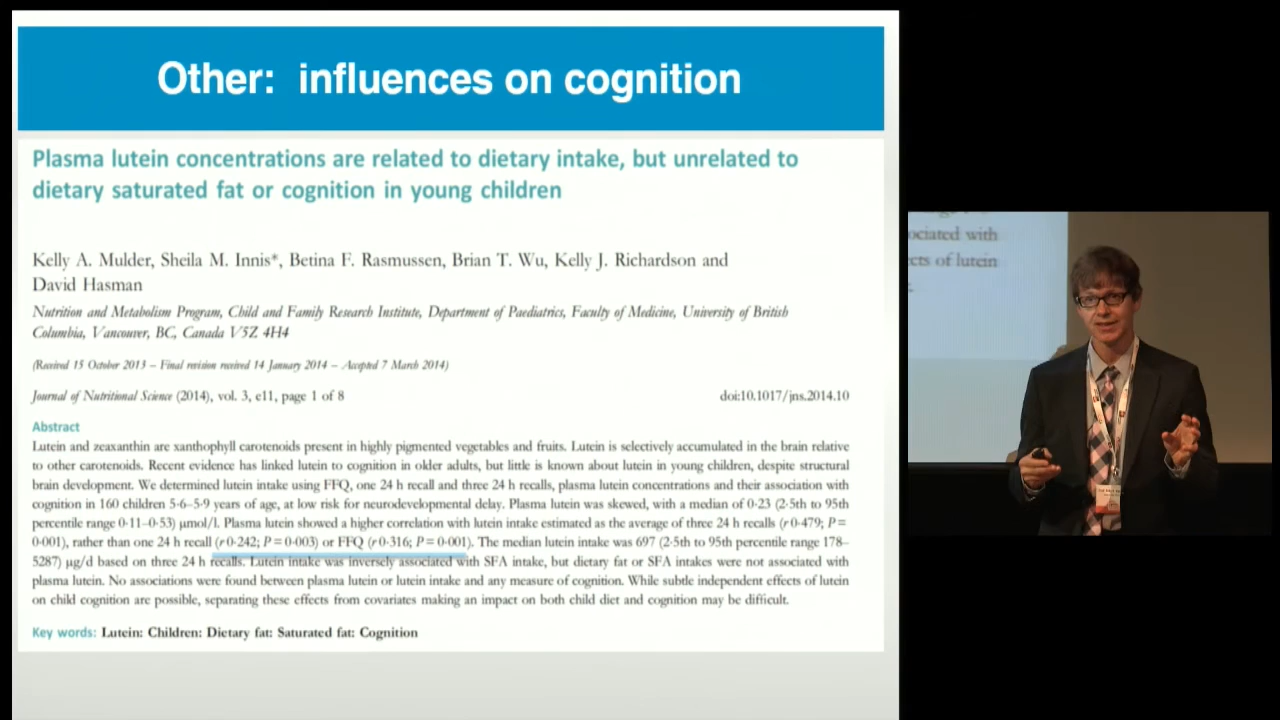 Other: influences on cognition
Plasma lutein concentrations are related to dietary intake, but unrelated to
dietary saturated fat or cognition in young children
Kelly A. Mulder, Sheila M. Innis*, Betina F. Rasmussen, Brian T. Wu, Kelly J. Richardson and
David Hasman
Nutrition and Metabolism Program, Child and Family Research Institute, Department of Paediatrics, Faculty of Medicine, University of British
Columbia, Vancouver, BC, Canada V5Z 4H4
(Received 15 October 2013 – Final revision received 14 January 2014 – Accepted 7 March 2014)
Journal of Nutritional Science (2014), vol. 3, e11, page 1 of 8
doi:10.1017/jns.2014.10
Abstract
Lutein and zeaxanthin are xanthophyll carotenoids present in highly pigmented vegetables and fruits. Lutein is selectively accumulated in the brain relative
to other carotenoids. Recent evidence has linked lutein to cognition in older adults, but little is known about lutein in young children, despite structural
brain development. We determined lutein intake using FFQ, one 24 h recall and three 24 h recalls, plasma lutein concentrations and their association with
cognition in 160 children 5·6–5·9 years of age, at low risk for neurodevelopmental delay. Plasma lutein was skewed, with a median of 0·23 (2·5th to 95th
percentile range 0·11–0·53) µmol/l. Plasma lutein showed a higher correlation with lutein intake estimated as the average of three 24 h recalls (r 0·479; P =
0·001), rather than one 24 h recall (r 0·242; P = 0·003) or FFQ (r 0·316; P = 0·001). The median lutein intake was 697 (2·5th to 95th percentile range 178–
5287) µg/d based on three 24 h recalls. Lutein intake was inversely associated with SFA intake, but dietary fat or SFA intakes were not associated with
plasma lutein. No associations were found between plasma lutein or lutein intake and any measure of cognition. While subtle independent effects of lutein
on child cognition are possible, separating these effects from covariates making an impact on both child diet and cognition may be difficult.
Key words: Lutein: Children: Dietary fat: Saturated fat: Cognition
ociated with
cts of lutein